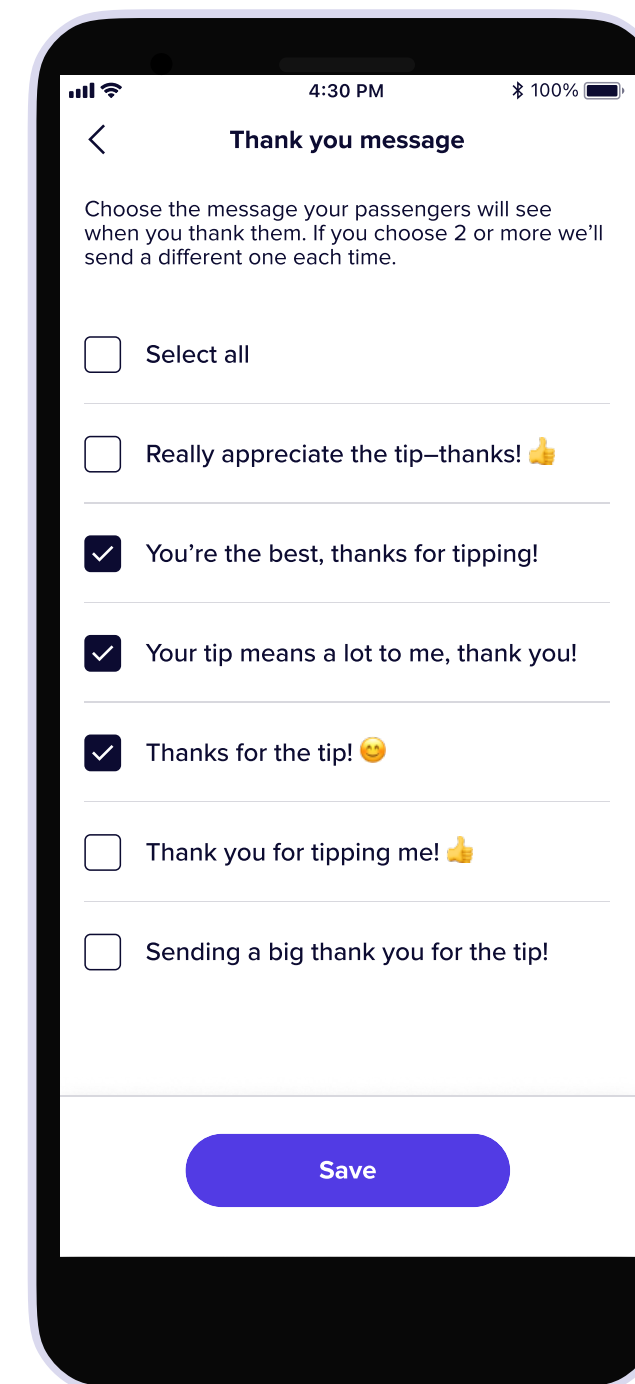 4:30 PM
100%
Thank you message
Choose the message your passengers will see
when you thank them. If you choose 2 or more we’ll
send a different one each time.
Select all
Really appreciate the tip–thanks! 👍
You’re the best, thanks for tipping!
Your tip means a lot to me, thank you!
Thanks for the tip! 😊
Thank you for tipping me! 👍
Sending a big thank you for the tip!
Save